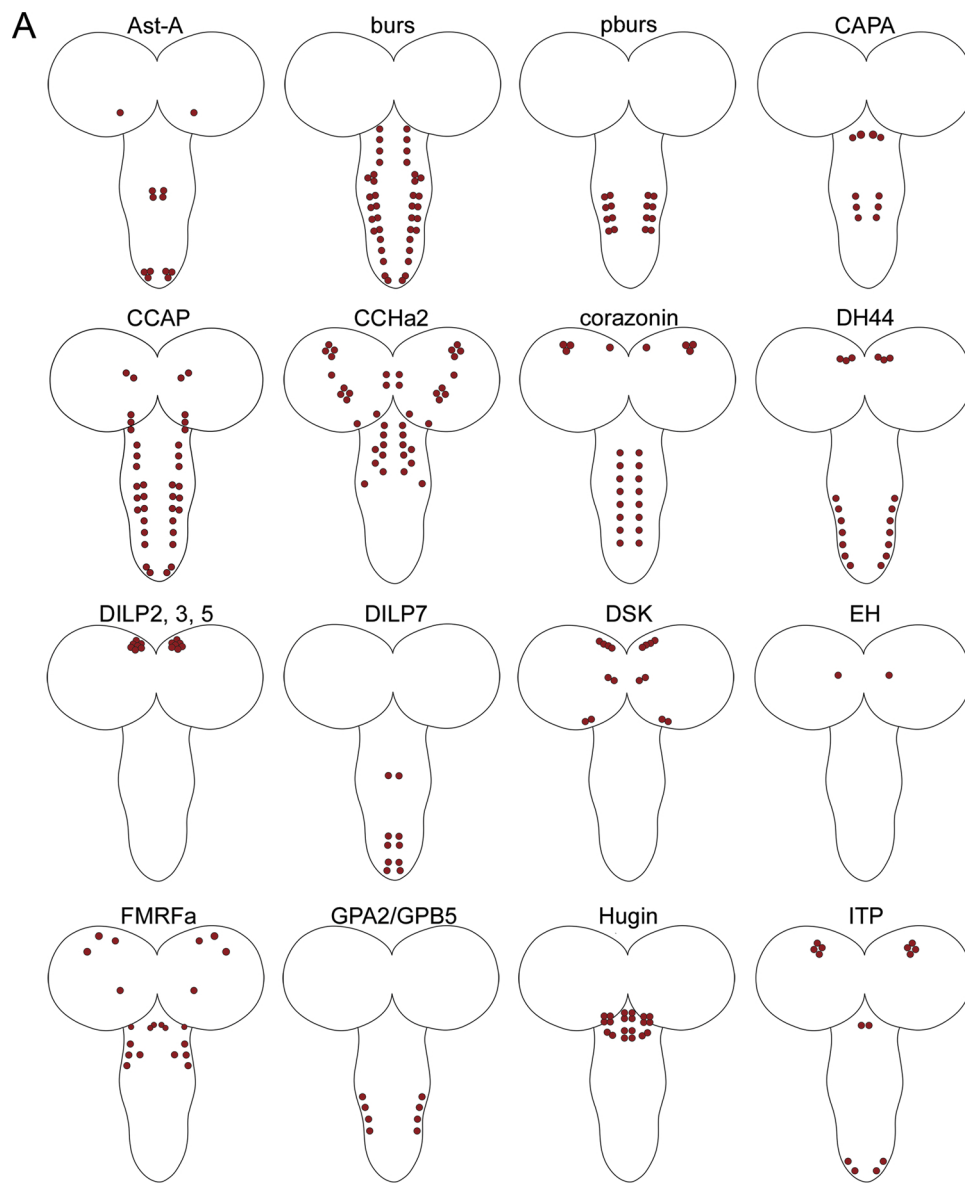 A
Ast-A burs pburs CAPA
CCAP CCHa2 corazonin DH44
DILP2, 3, 5 DILP7 DSK EH
FMRFa GPA2/GPB5 Hugin ITP